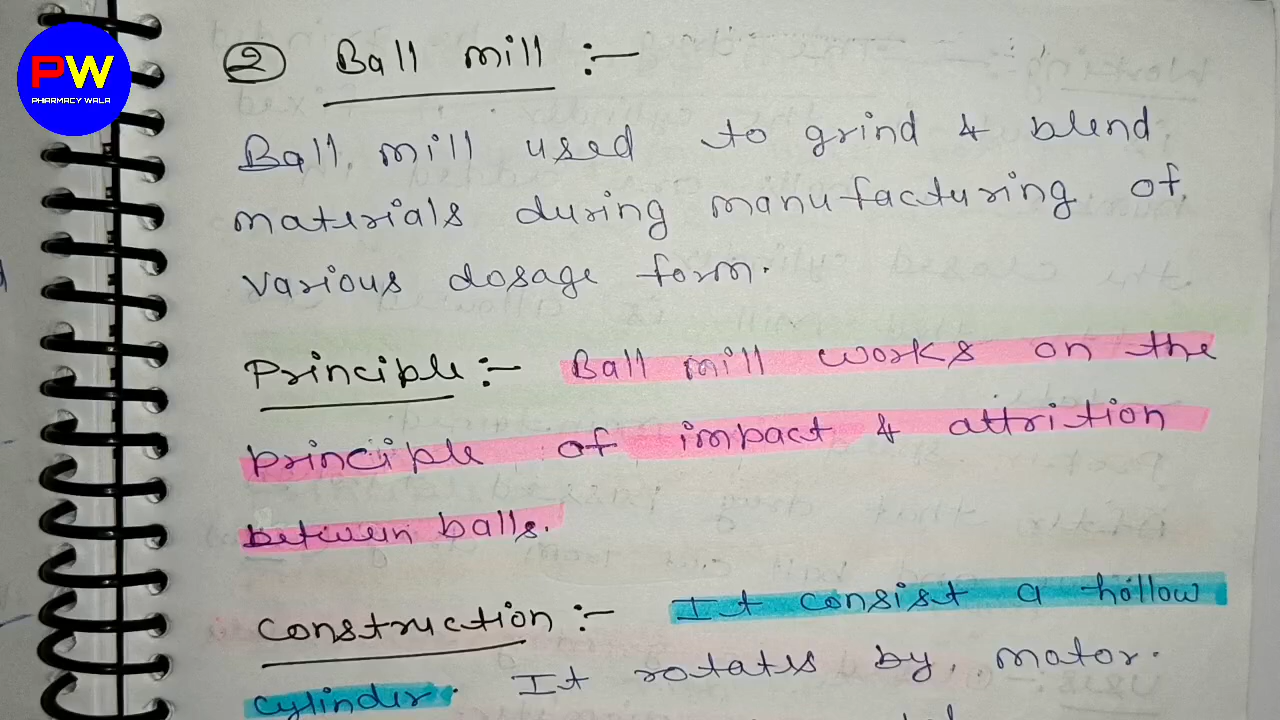 PW
PHARMACY WALA
② Ball mill :-
Ball mill used to grind & blend
materials during manufacturing of
various dosage form.
Principle :- Ball mill works on the
principle of impact & attrition
between balls.
Construction :- It consist a hollow
cylinder. It rotates by motor.